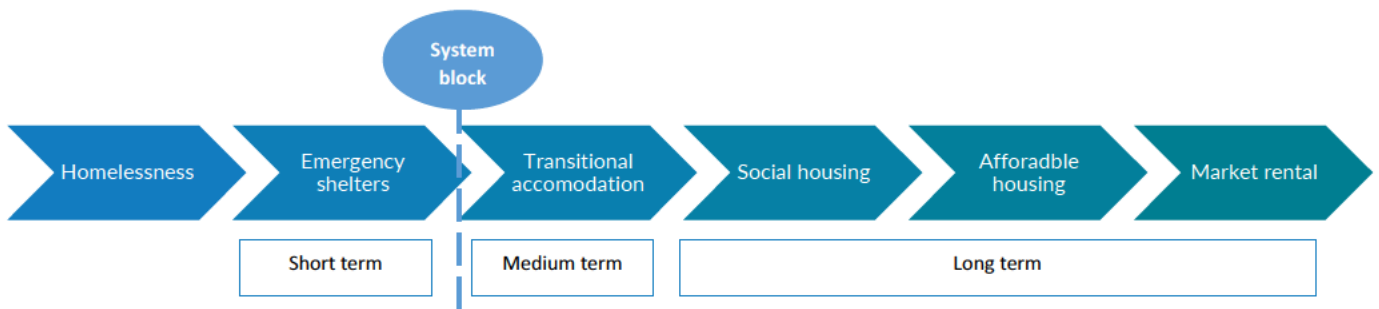 System
block
Homelessness
Emergency
shelters
Transitional
accomodation
Social housing
Afforadble
housing
Market rental
Short term
Medium term
Long term